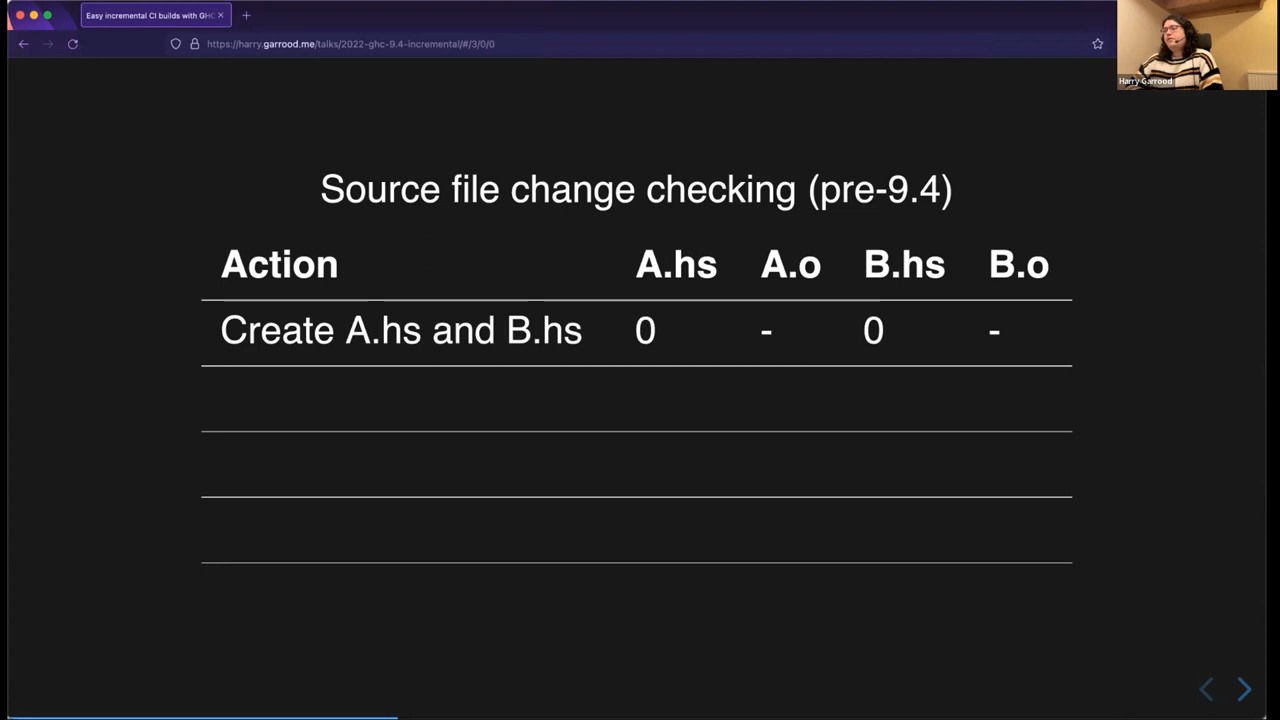 Easy incremental CI builds with GHC
https://harry.garrood.me/talks/2022-ghc-9.4-incremental/#/3/0/0
Harry Garrood
Source file change checking (pre-9.4)
Action A.hs A.o B.hs B.o
Create A.hs and B.hs 0 - 0 -